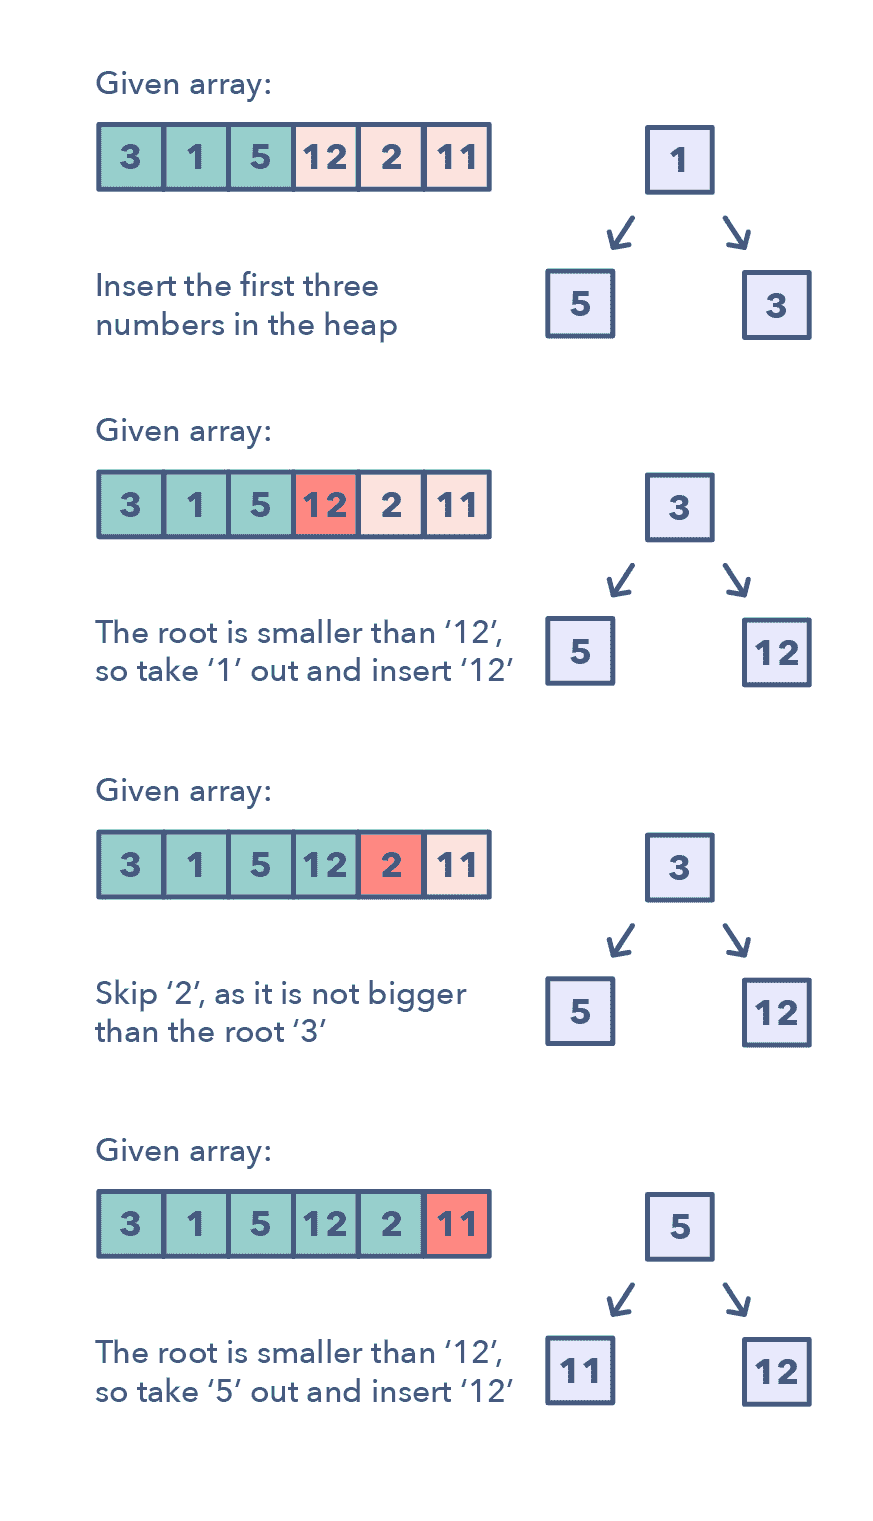 Given array:
3 1 5 12 2 11
1
5 3
Insert the first three
numbers in the heap
Given array:
3 1 5 12 2 11
3
5 12
The root is smaller than ‘12’,
so take ‘1’ out and insert ‘12’
Given array:
3 1 5 12 2 11
3
5 12
Skip ‘2’, as it is not bigger
than the root ‘3’
Given array:
3 1 5 12 2 11
5
11 12
The root is smaller than ‘12’,
so take ‘5’ out and insert ‘12’